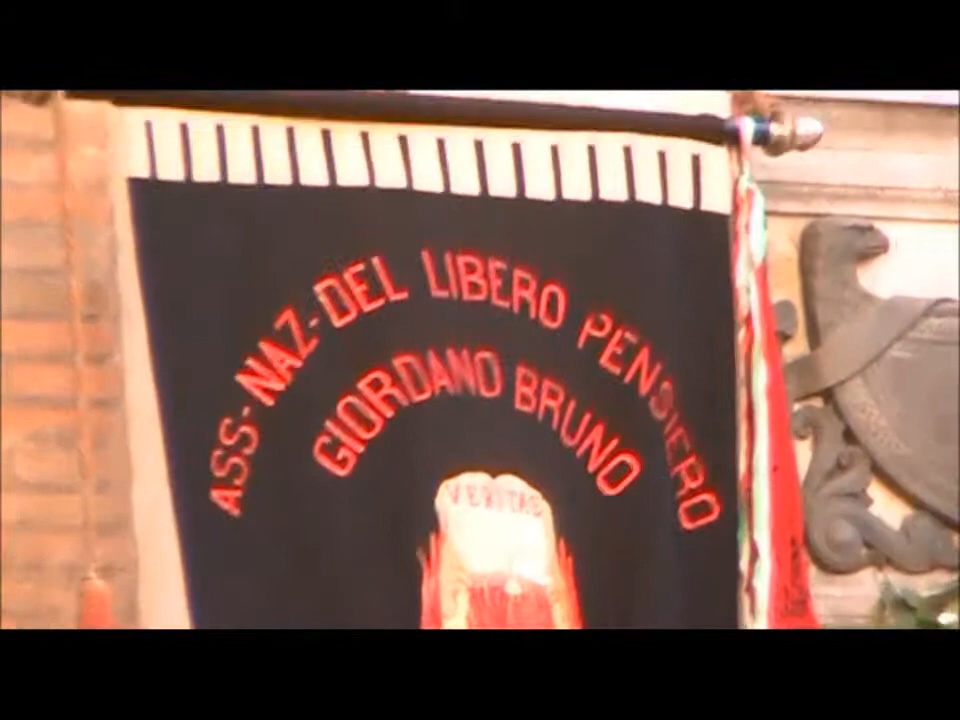 ASS- NAZ- DEL LIBERO PENSIERO
GIORDANO BRUNO
VERITAS